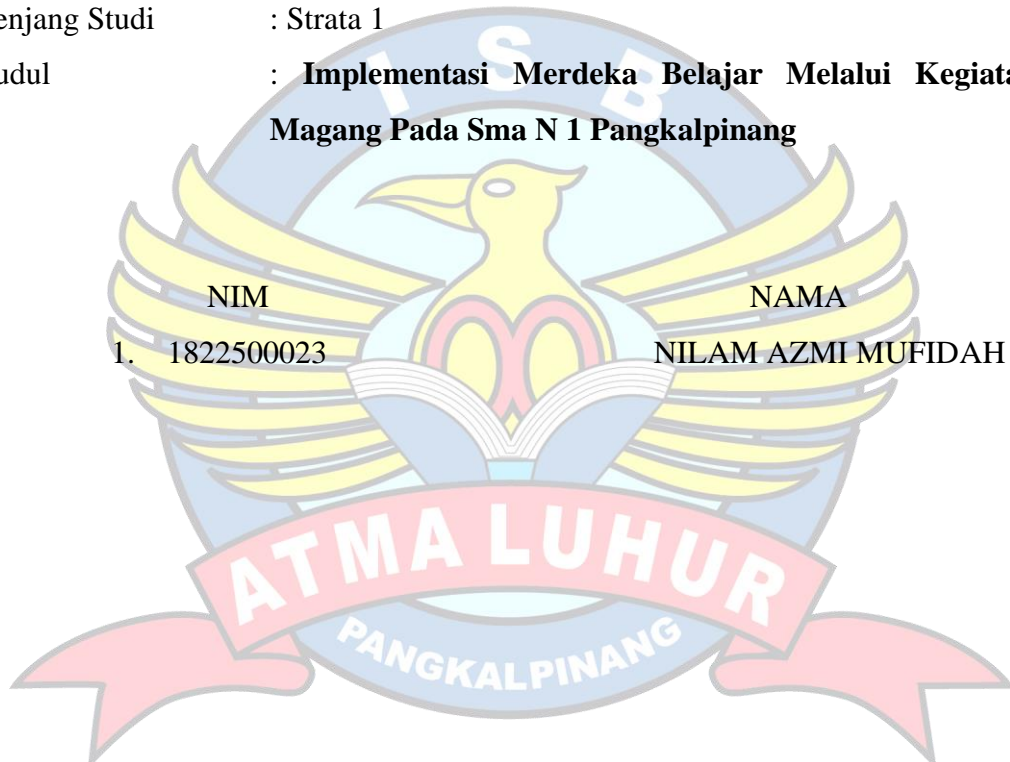 enjang Studi : Strata 1
udul : Implementasi Merdeka Belajar Melalui Kegiata
Magang Pada Sma N 1 Pangkalpinang
NIM NAMA
1. 1822500023 NILAM AZMI MUFIDAH
ISB
ATMA LUHUR
PANGKALPINANG